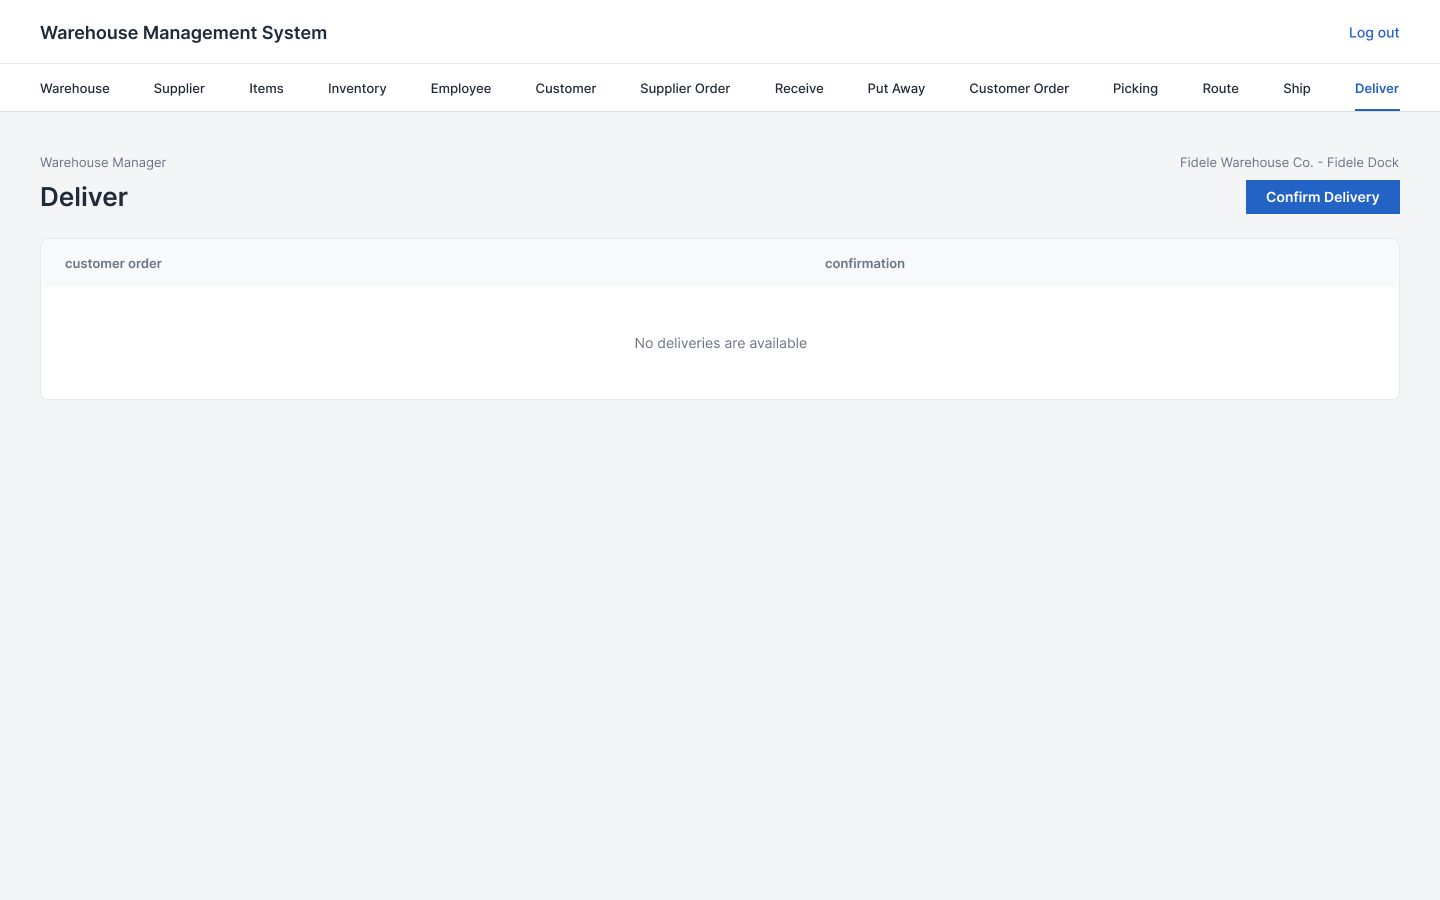 Warehouse Management System
Log out
Warehouse Supplier Items Inventory Employee Customer Supplier Order Receive Put Away Customer Order Picking Route Ship Deliver
Warehouse Manager
Fidele Warehouse Co. - Fidele Dock
Deliver
Confirm Delivery
customer order confirmation
No deliveries are available